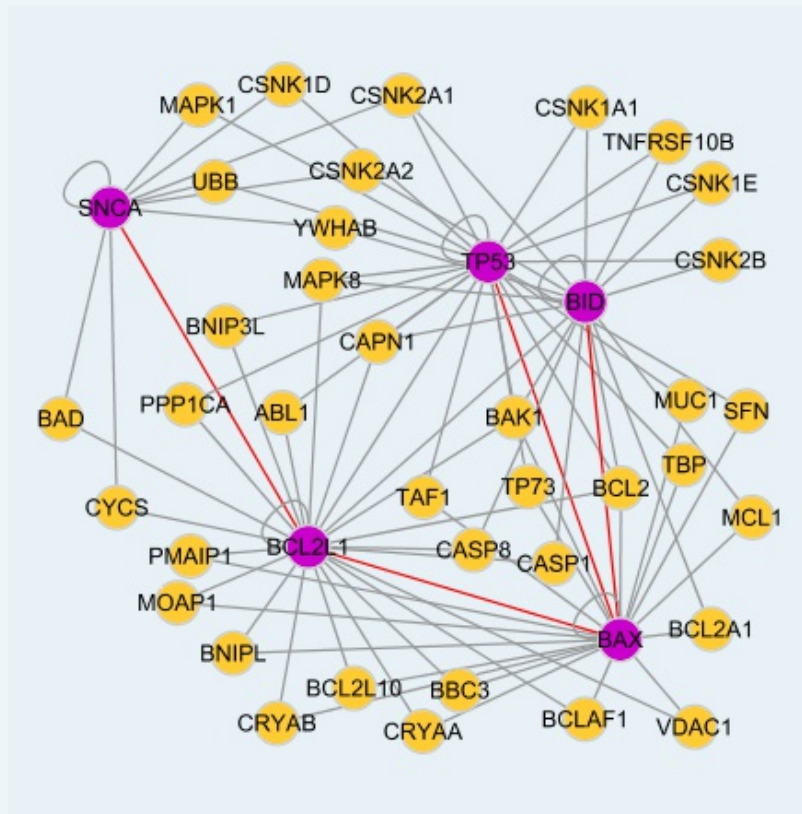 CSNK1D
CSNK2A1
MAPK1
CSNK1A1
TNFRSF10B
CSNK2A2
UBB
CSNK1E
SNCA
YWHAB
TP53
CSNK2B
MAPK8
BID
BNIP3L
CAPN1
PPP1CA
ABL1
BAD
BAK1
MUC1
SFN
TBP
TP73
BCL2
TAF1
CYCS
MCL1
BCL2L1
PMAIP1
CASP8
CASP1
MOAP1
BCL2A1
BAX
BNIPL
BCL2L10
BBC3
CRYAB
CRYAA
BCLAF1
VDAC1